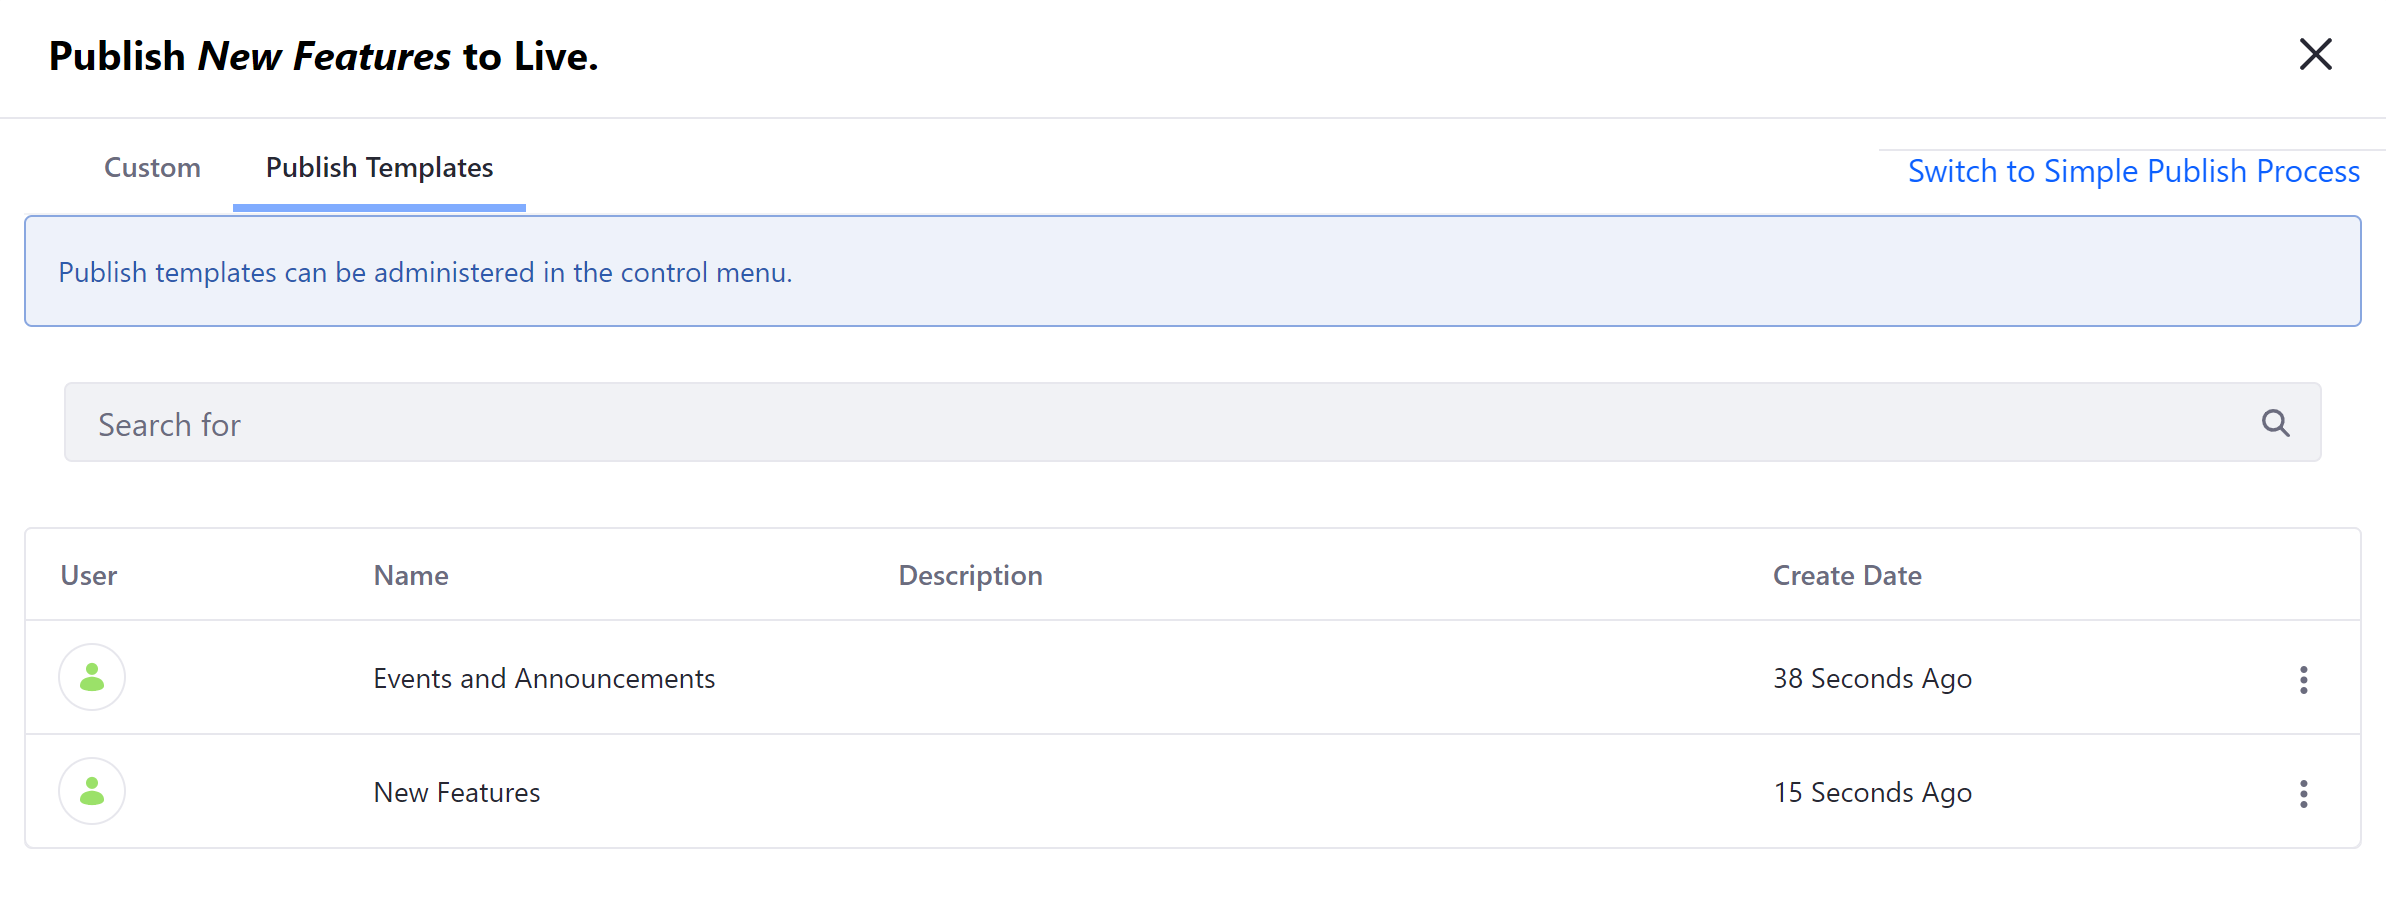 Publish New Features to Live.
Custom Publish Templates Switch to Simple Publish Process
Publish templates can be administered in the control menu.
Search for
User Name Description Create Date
Events and Announcements 38 Seconds Ago
New Features 15 Seconds Ago